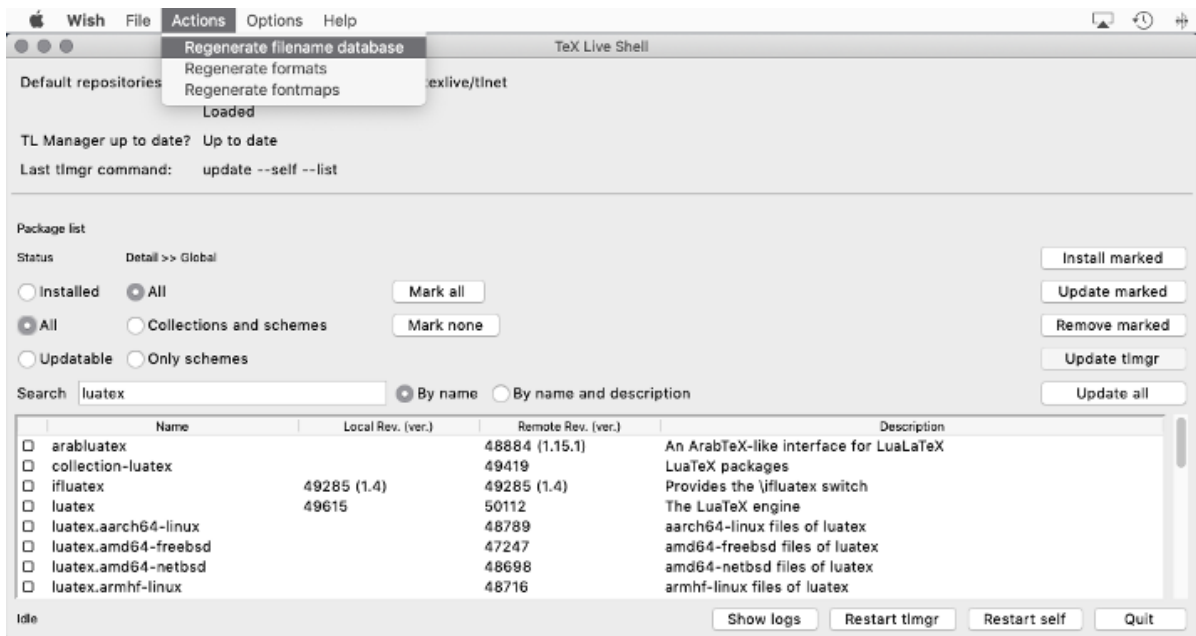 Wish File Actions Options Help
TeX Live Shell
Regenerate filename database
Regenerate formats
Regenerate fontmaps
Default repositories exlive/tlnet
Loaded
TL Manager up to date? Up to date
Last tlmgr command: update --self --list
Package list
Status Detail >> Global
Install marked
Installed All Mark all Update marked
All Collections and schemes Mark none Remove marked
Updatable Only schemes Update tlmgr
Search luatex By name By name and description Update all
Name Local Rev. (ver.) Remote Rev. (ver.) Description
arabluatex 48884 (1.15.1) An ArabTeX-like interface for LuaLaTeX
collection-luatex 49419 LuaTeX packages
ifluatex 49285 (1.4) 49285 (1.4) Provides the \ifluatex switch
luatex 49615 50112 The LuaTeX engine
luatex.aarch64-linux 48789 aarch64-linux files of luatex
luatex.amd64-freebsd 47247 amd64-freebsd files of luatex
luatex.amd64-netbsd 48698 amd64-netbsd files of luatex
luatex.armhf-linux 48716 armhf-linux files of luatex
Idle Show logs Restart tlmgr Restart self Quit